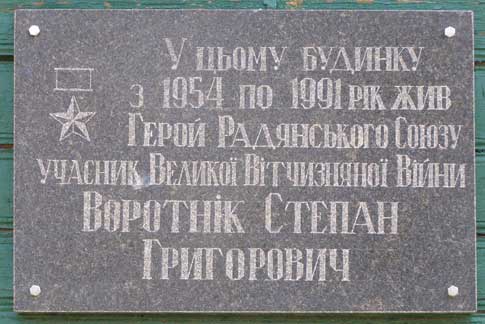 У цьому будинку
з 1954 по 1991 рік жив
Герой Радянського Союзу
учасник Великої Вітчизняної Війни
Воротнік Степан
Григорович